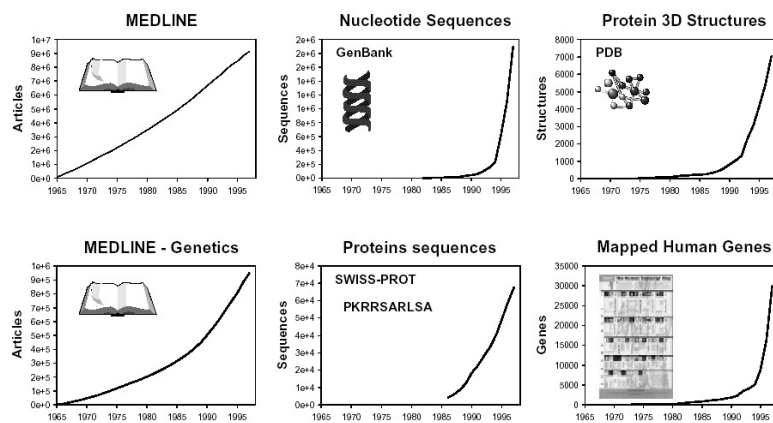 MEDLINE
Articles
1e+7
9e+6
8e+6
7e+6
6e+6
5e+6
4e+6
3e+6
2e+6
1e+6
0e+0
1965 1970 1975 1980 1985 1990 1995
Nucleotide Sequences
GenBank
Sequences
2e+6
2e+6
1e+6
1e+6
1e+6
8e+5
6e+5
4e+5
2e+5
0e+0
1965 1970 1975 1980 1985 1990 1995
Protein 3D Structures
PDB
Structures
8000
7000
6000
5000
4000
3000
2000
1000
0
1965 1970 1975 1980 1985 1990 1995
MEDLINE - Genetics
Articles
1e+6
9e+5
8e+5
7e+5
6e+5
5e+5
4e+5
3e+5
2e+5
1e+5
0e+0
1965 1970 1975 1980 1985 1990 1995
Proteins sequences
SWISS-PROT
PKRRSARLSA
Sequences
8e+4
7e+4
6e+4
5e+4
4e+4
3e+4
2e+4
1e+4
0e+0
1965 1970 1975 1980 1985 1990 1995
Mapped Human Genes
The Human Transcript Map
Genes
35000
30000
25000
20000
15000
10000
5000
0
1965 1970 1975 1980 1985 1990 1995